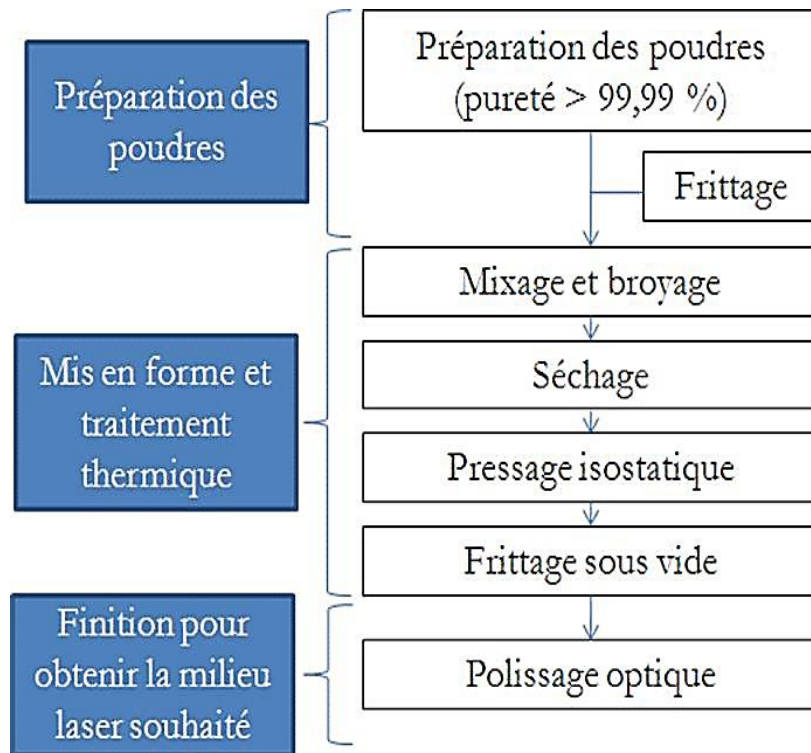 Préparation des
poudres
Préparation des poudres
(pureté > 99,99 %)
Frittage
Mis en forme et
traitement
thermique
Mixage et broyage
Séchage
Pressage isostatique
Frittage sous vide
Finition pour
obtenir la milieu
laser souhaité
Polissage optique